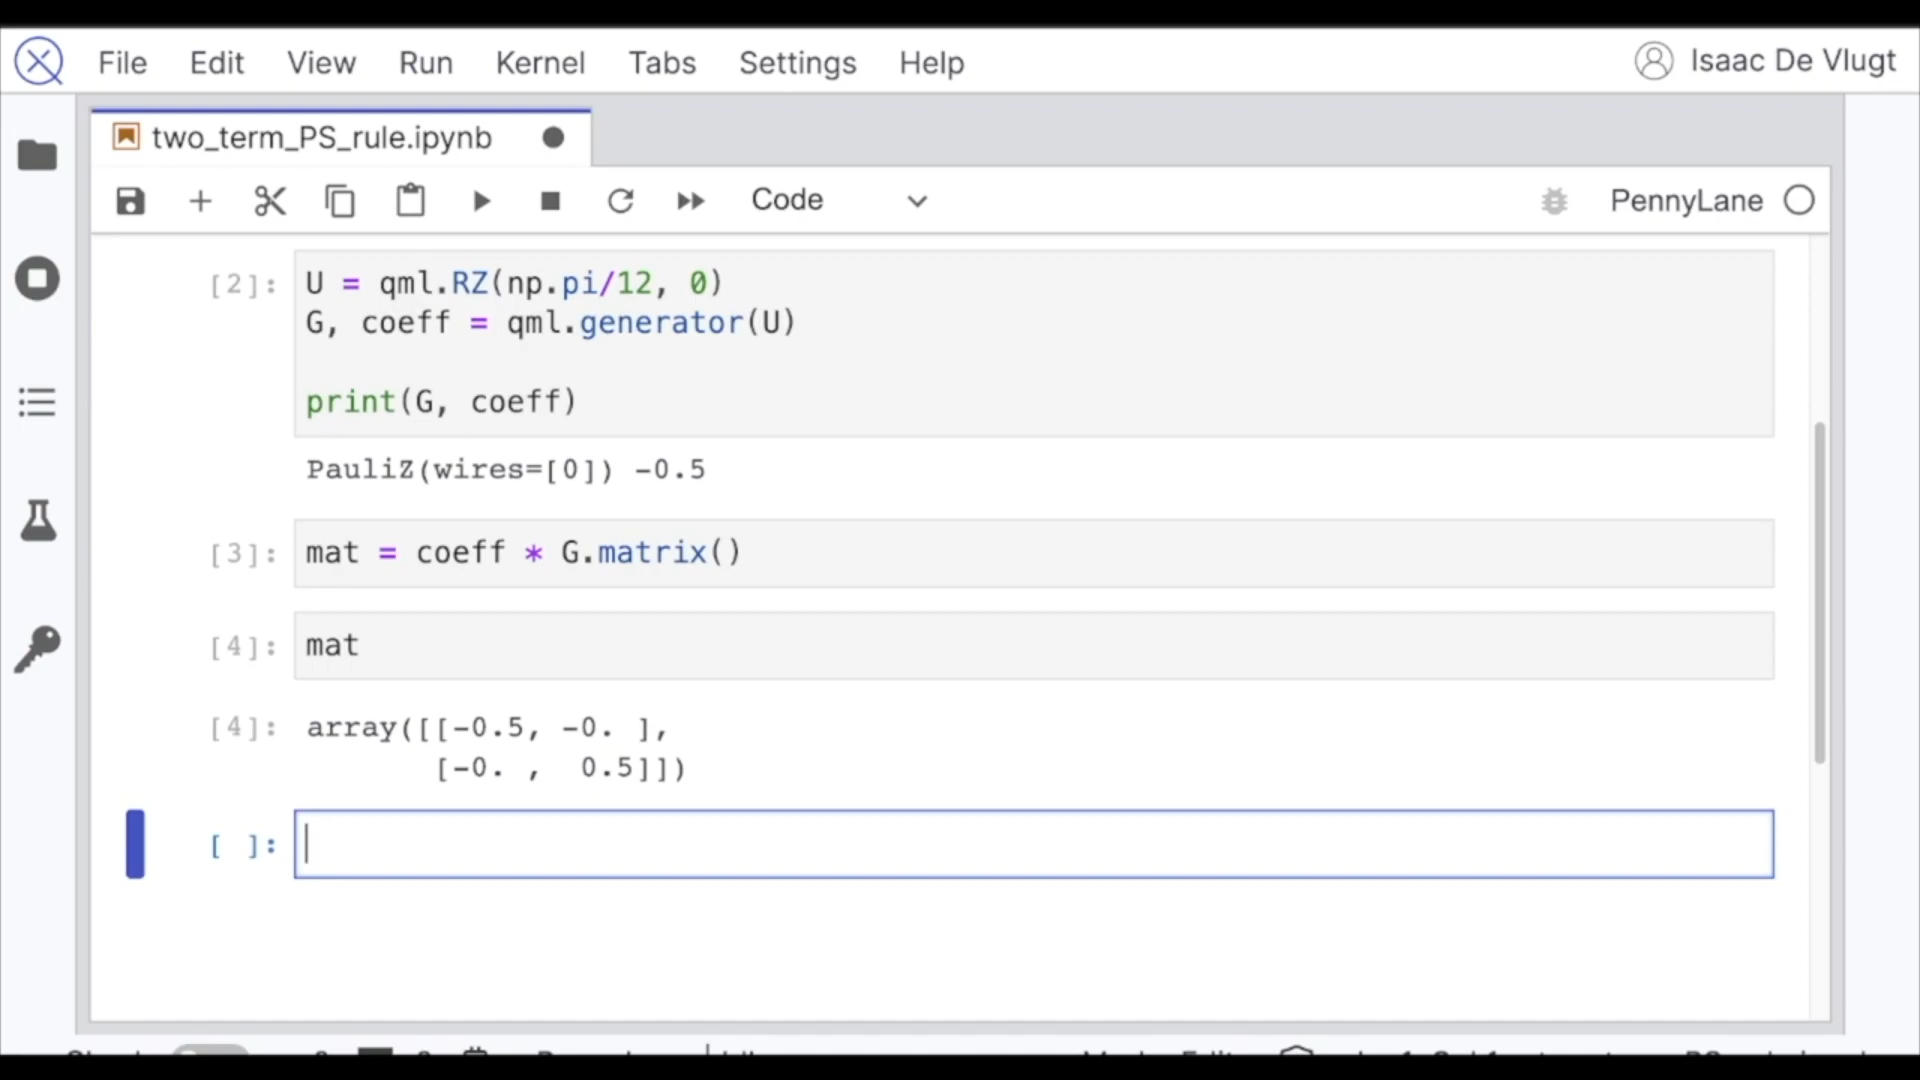 File Edit View Run Kernel Tabs Settings Help Isaac De Vlugt
two_term_PS_rule.ipynb
Code PennyLane
[2]: U = qml.RZ(np.pi/12, 0)
G, coeff = qml.generator(U)
print(G, coeff)
PauliZ(wires=[0]) -0.5
[3]: mat = coeff * G.matrix()
[4]: mat
[4]: array([[-0.5, -0. ],
[-0. , 0.5]])
[ ]: